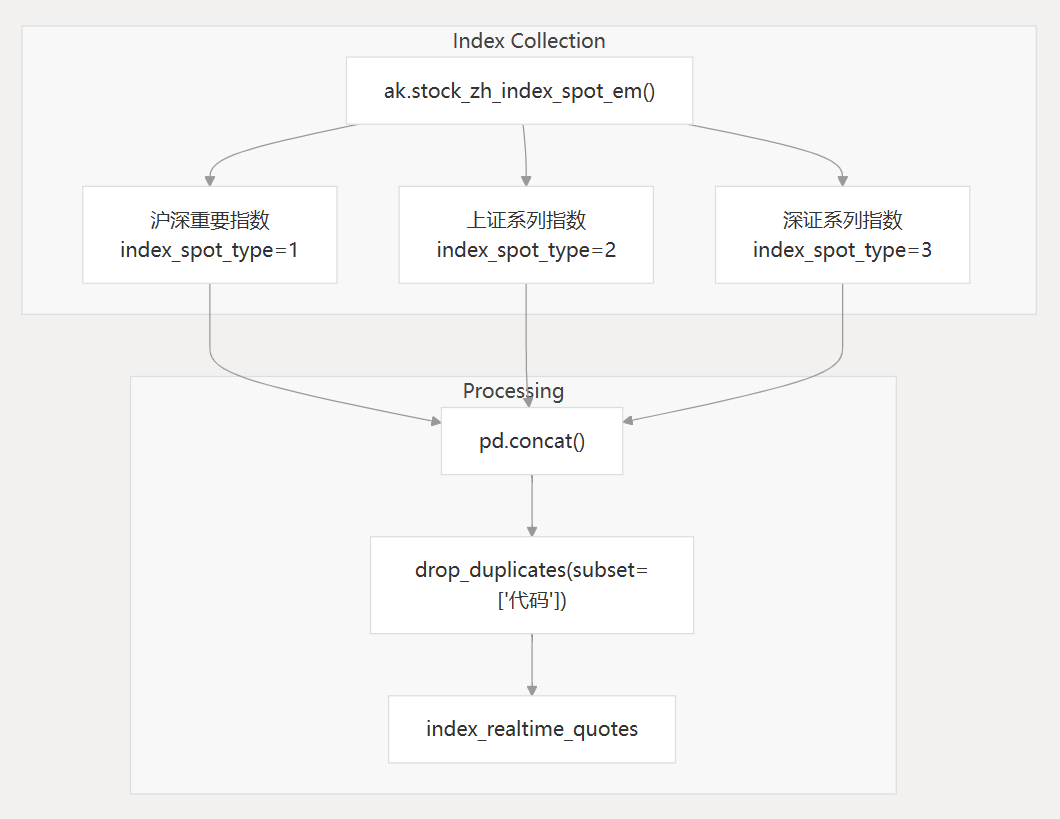 Index Collection
ak.stock_zh_index_spot_em()
沪深重要指数
index_spot_type=1
上证系列指数
index_spot_type=2
深证系列指数
index_spot_type=3
Processing
pd.concat()
drop_duplicates(subset=
['代码'])
index_realtime_quotes